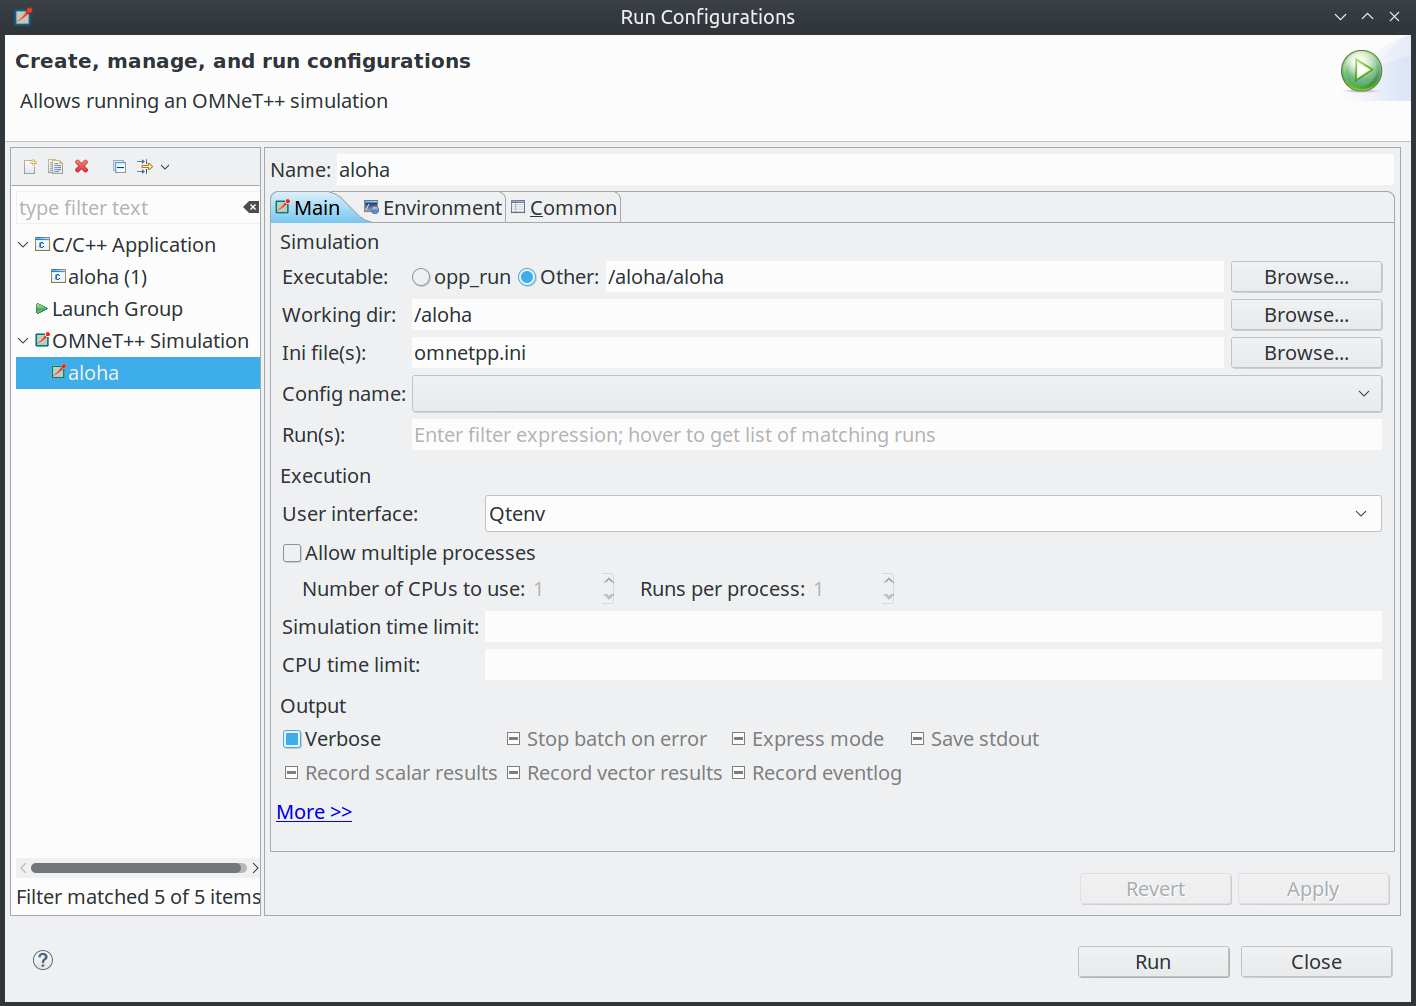 Run Configurations
Create, manage, and run configurations
Allows running an OMNeT++ simulation
type filter text
C/C++ Application
aloha (1)
Launch Group
OMNeT++ Simulation
aloha
Filter matched 5 of 5 items
Name: aloha
Main Environment Common
Simulation
Executable: opp_run Other: /aloha/aloha Browse...
Working dir: /aloha Browse...
Ini file(s): omnetpp.ini Browse...
Config name:
Run(s): Enter filter expression; hover to get list of matching runs
Execution
User interface: Qtenv
Allow multiple processes
Number of CPUs to use: 1 Runs per process: 1
Simulation time limit:
CPU time limit:
Output
Verbose Stop batch on error Express mode Save stdout
Record scalar results Record vector results Record eventlog
More >>
Revert Apply
? Run Close